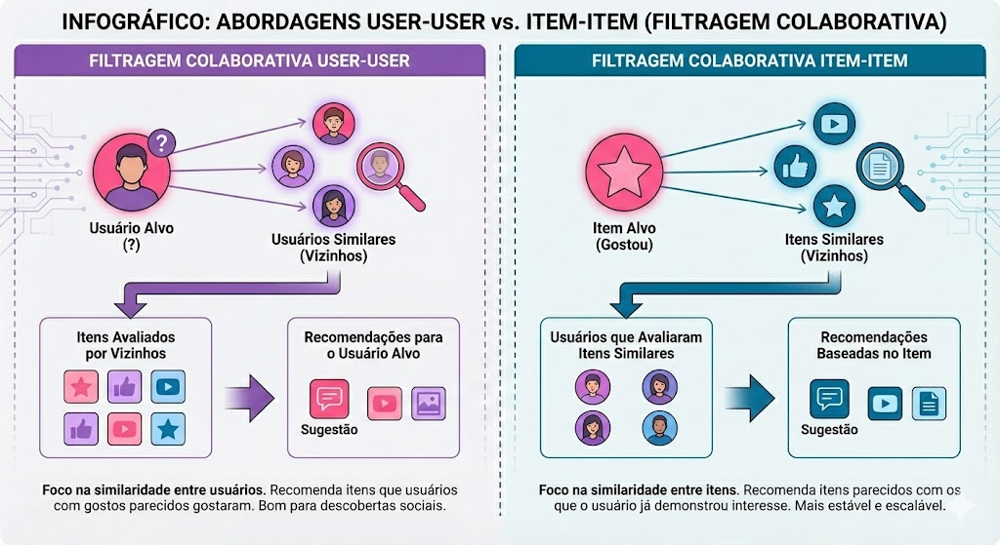 INFOGRÁFICO: ABORDAGENS USER-USER vs. ITEM-ITEM (FILTRAGEM COLABORATIVA)
FILTRAGEM COLABORATIVA USER-USER
?
Usuário Alvo
(?)
Usuários Similares
(Vizinhos)
Itens Avaliados
por Vizinhos
Recomendações para
o Usuário Alvo
Sugestão
Foco na similaridade entre usuários. Recomenda itens que usuários
com gostos parecidos gostaram. Bom para descobertas sociais.
FILTRAGEM COLABORATIVA ITEM-ITEM
Item Alvo
(Gostou)
Itens Similares
(Vizinhos)
Usuários que Avaliaram
Itens Similares
Recomendações
Baseadas no Item
Sugestão
Foco na similaridade entre itens. Recomenda itens parecidos com os
que o usuário já demonstrou interesse. Mais estável e escalável.